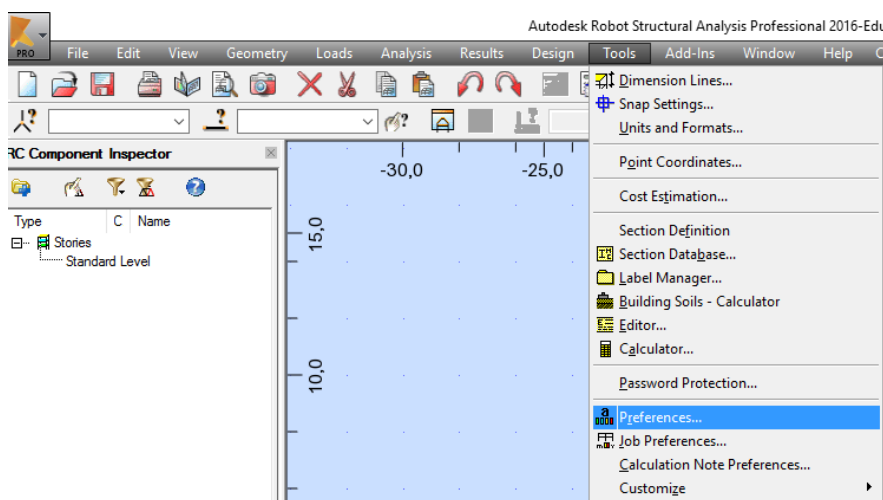 Autodesk Robot Structural Analysis Professional 2016-Edu
PRO File Edit View Geometry Loads Analysis Results Design Tools Add-Ins Window Help
RC Component Inspector
Type C Name
Stories
Standard Level
-30,0 -25,0
15,0
10,0
Dimension Lines...
Snap Settings...
Units and Formats...
Point Coordinates...
Cost Estimation...
Section Definition
Section Database...
Label Manager...
Building Soils - Calculator
Editor...
Calculator...
Password Protection...
Preferences...
Job Preferences...
Calculation Note Preferences...
Customize